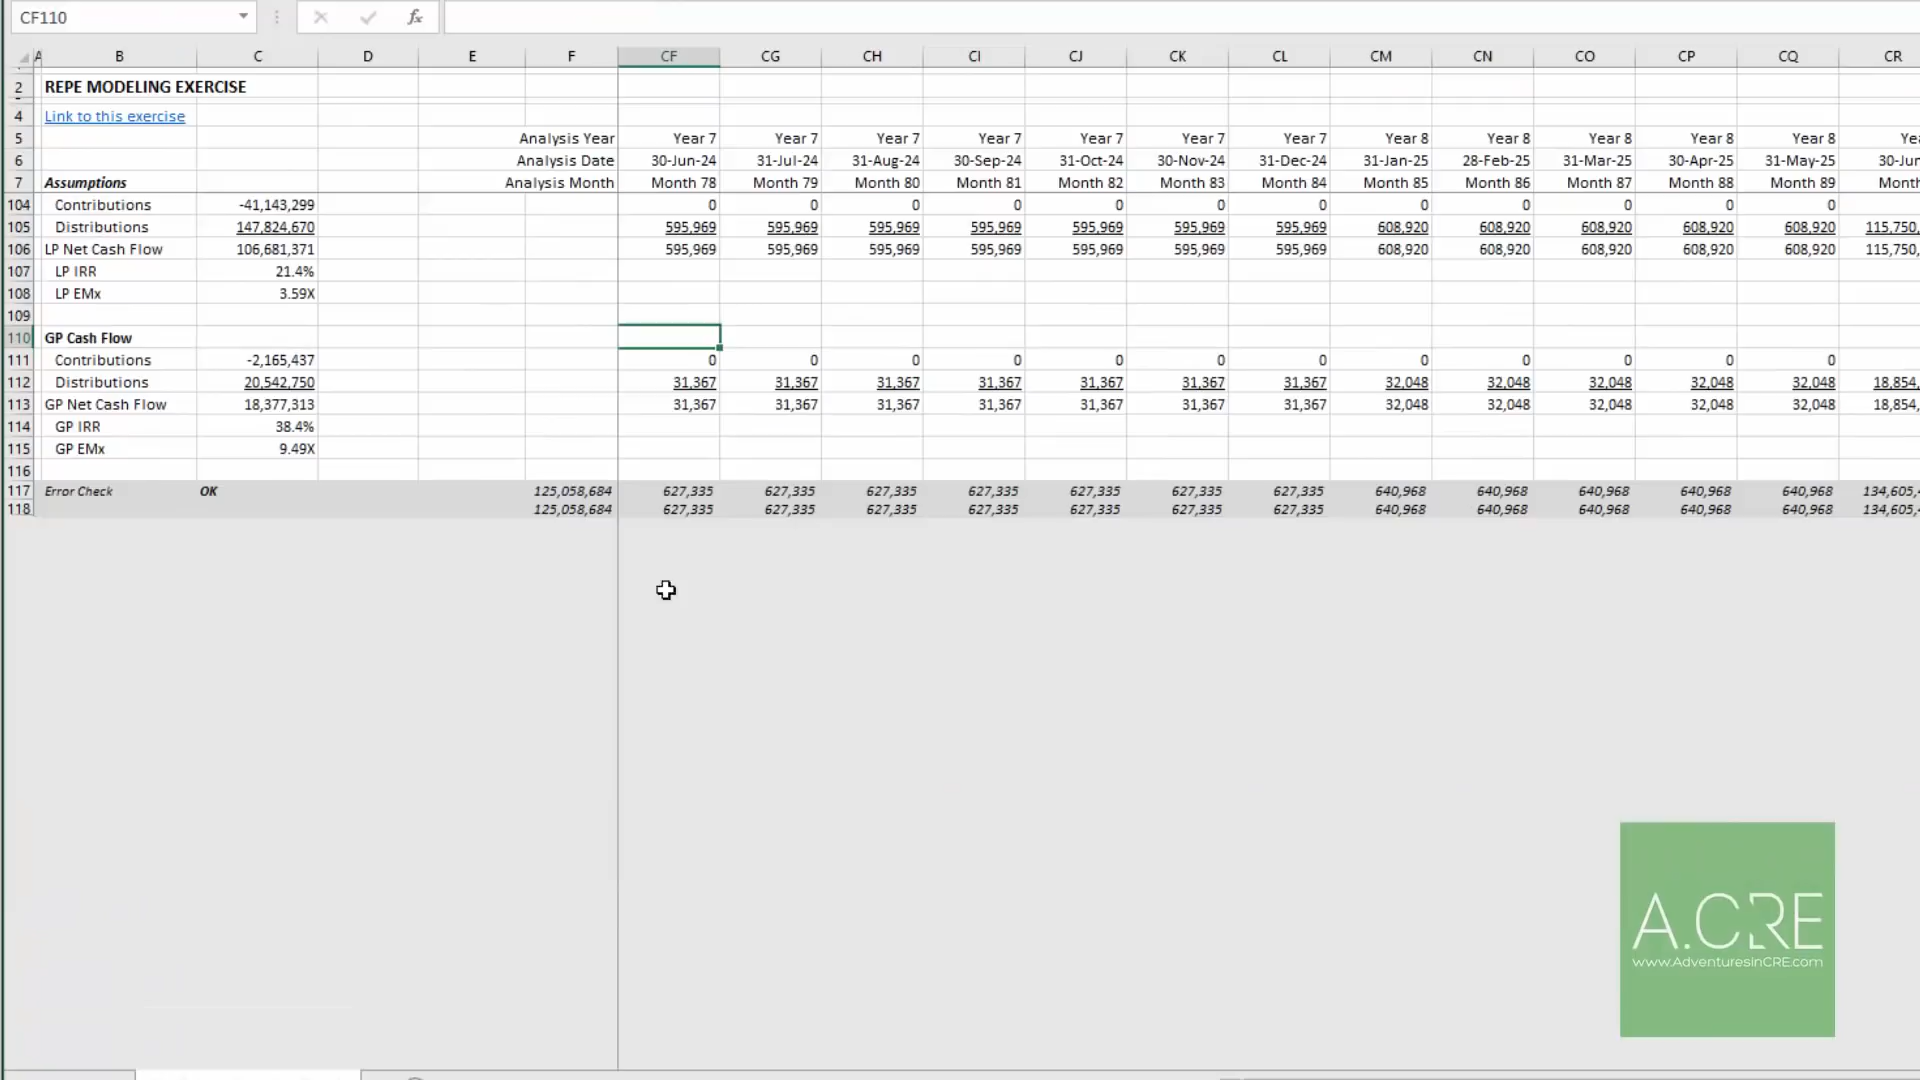 CF110
fx
A B C D E F CF CG CH CI CJ CK CL CM CN CO CP CQ CR
2 REPE MODELING EXERCISE
4 Link to this exercise
5 Analysis Year Year 7 Year 7 Year 7 Year 7 Year 7 Year 7 Year 7 Year 8 Year 8 Year 8 Year 8 Year 8 Yea
6 Analysis Date 30-Jun-24 31-Jul-24 31-Aug-24 30-Sep-24 31-Oct-24 30-Nov-24 31-Dec-24 31-Jan-25 28-Feb-25 31-Mar-25 30-Apr-25 31-May-25 30-Jun
7 Assumptions Analysis Month Month 78 Month 79 Month 80 Month 81 Month 82 Month 83 Month 84 Month 85 Month 86 Month 87 Month 88 Month 89 Month
104 Contributions -41,143,299 0 0 0 0 0 0 0 0 0 0 0 0
105 Distributions 147,824,670 595,969 595,969 595,969 595,969 595,969 595,969 595,969 608,920 608,920 608,920 608,920 608,920 115,750,
106 LP Net Cash Flow 106,681,371 595,969 595,969 595,969 595,969 595,969 595,969 595,969 608,920 608,920 608,920 608,920 608,920 115,750,
107 LP IRR 21.4%
108 LP EMx 3.59X
109
110 GP Cash Flow
111 Contributions -2,165,437 0 0 0 0 0 0 0 0 0 0 0 0
112 Distributions 20,542,750 31,367 31,367 31,367 31,367 31,367 31,367 31,367 32,048 32,048 32,048 32,048 32,048 18,854,
113 GP Net Cash Flow 18,377,313 31,367 31,367 31,367 31,367 31,367 31,367 31,367 32,048 32,048 32,048 32,048 32,048 18,854,
114 GP IRR 38.4%
115 GP EMx 9.49X
116
117 Error Check OK 125,058,684 627,335 627,335 627,335 627,335 627,335 627,335 627,335 640,968 640,968 640,968 640,968 640,968 134,605,
118 125,058,684 627,335 627,335 627,335 627,335 627,335 627,335 627,335 640,968 640,968 640,968 640,968 640,968 134,605,
A.CRE
www.AdventuresinCRE.com